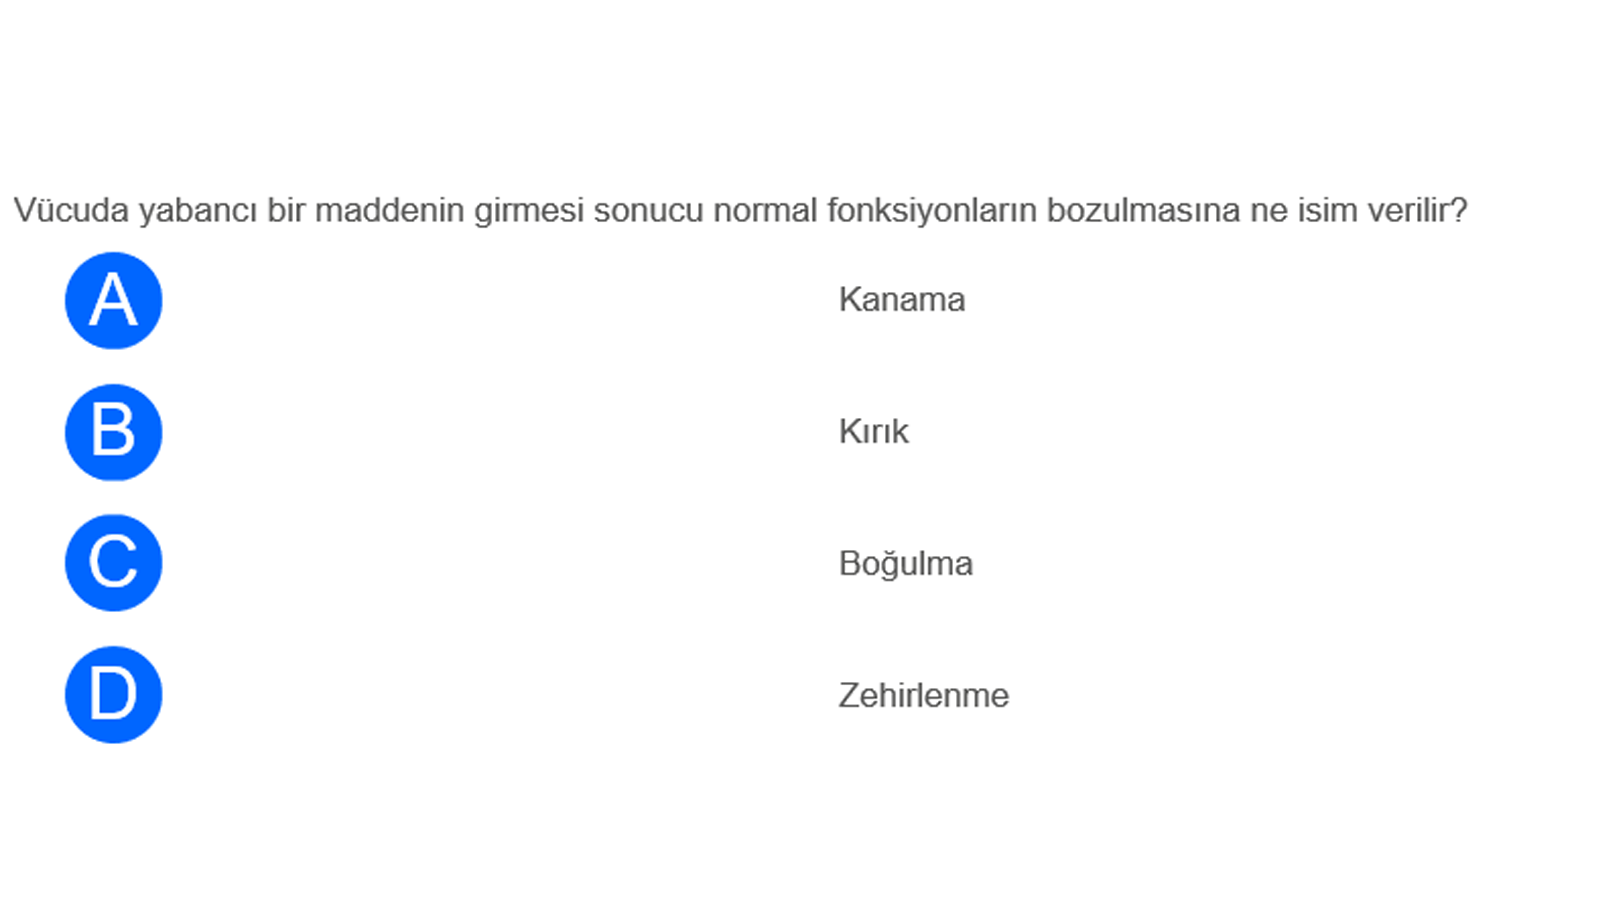 Vücuda yabancı bir maddenin girmesi sonucu normal fonksiyonların bozulmasına ne isim verilir?
A Kanama
B Kırık
C Boğulma
D Zehirlenme